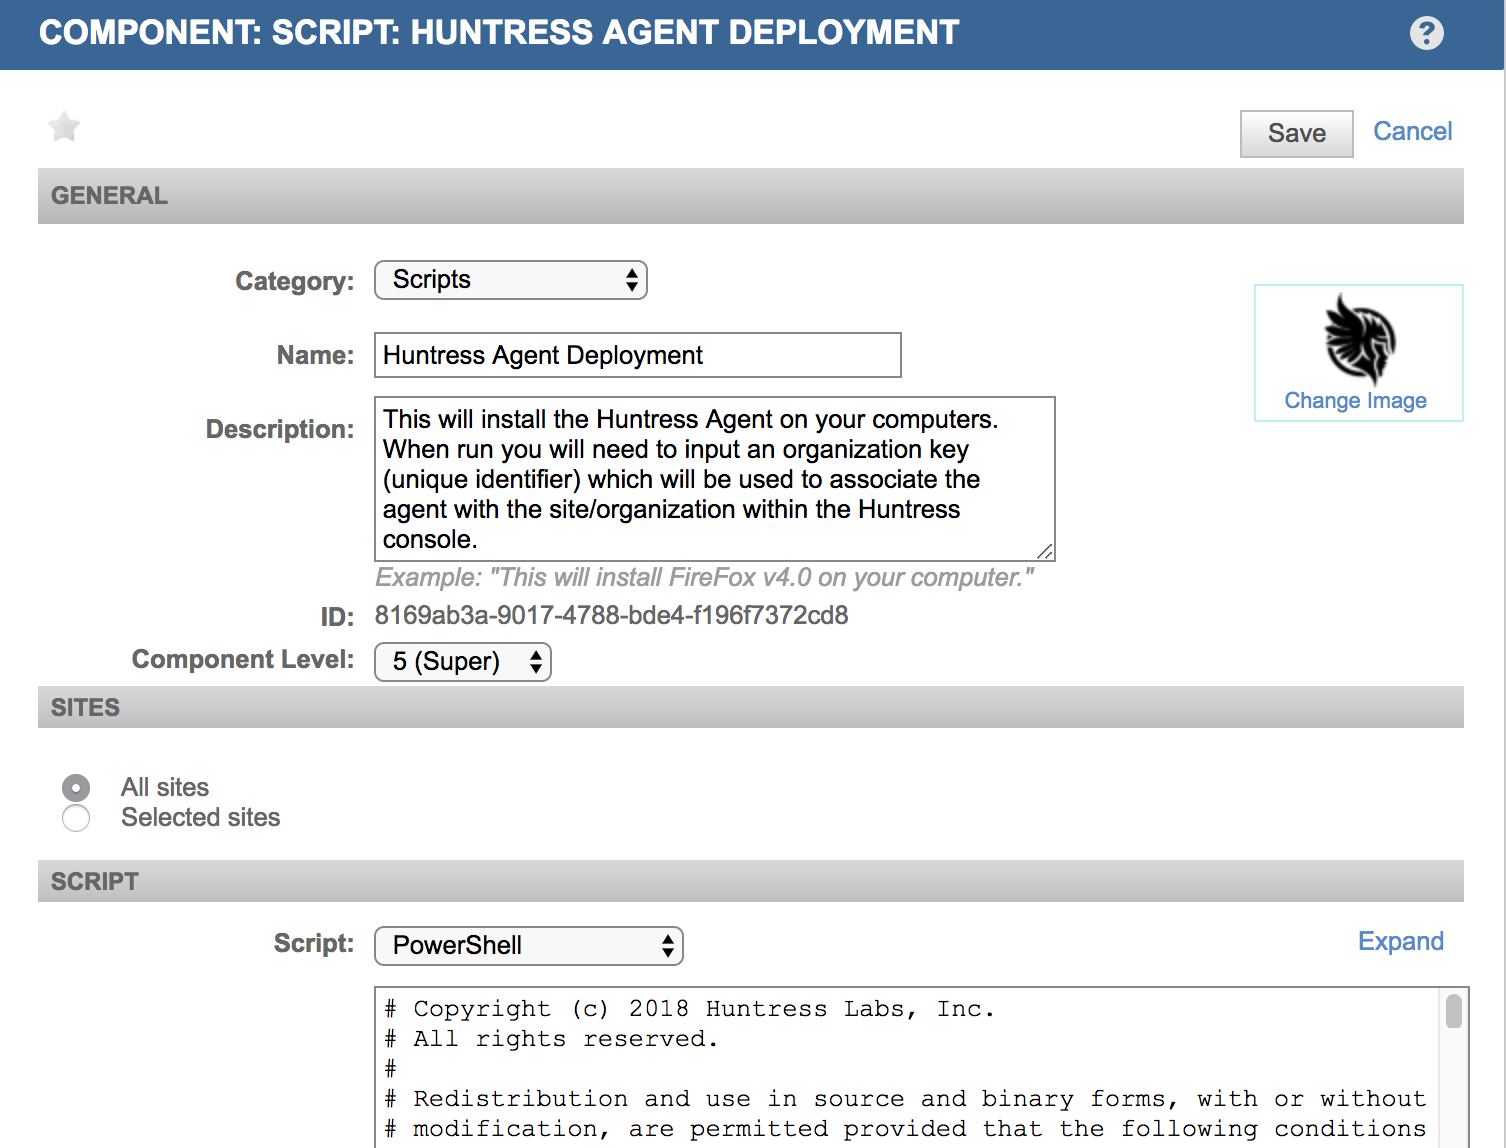 COMPONENT: SCRIPT: HUNTRESS AGENT DEPLOYMENT
?
Save
Cancel
GENERAL
Category:
Scripts
Name:
Huntress Agent Deployment
Description:
This will install the Huntress Agent on your computers.
When run you will need to input an organization key
(unique identifier) which will be used to associate the
agent with the site/organization within the Huntress
console.
Change Image
Example: "This will install FireFox v4.0 on your computer."
ID:
8169ab3a-9017-4788-bde4-f196f7372cd8
Component Level:
5 (Super)
SITES
All sites
Selected sites
SCRIPT
Script:
PowerShell
Expand
# Copyright (c) 2018 Huntress Labs, Inc.
# All rights reserved.
#
# Redistribution and use in source and binary forms, with or without
# modification, are permitted provided that the following conditions